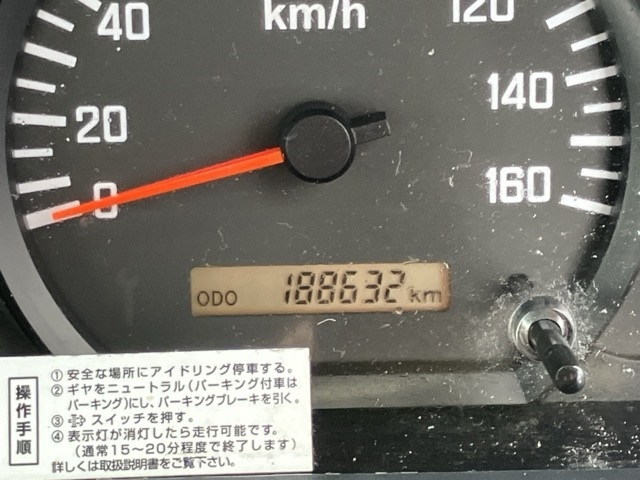 40
km/h
120
20
140
0
160
ODO 188632 km
操作手順
①安全な場所にアイドリング停車する。
②ギヤをニュートラル(パーキング付車は
パーキング)にし、パーキングブレーキを引く。
③ スイッチを押す。
④表示灯が消灯したら走行可能です。
(通常15～20分程度で終了します)
詳しくは取扱説明書をご覧下さい。